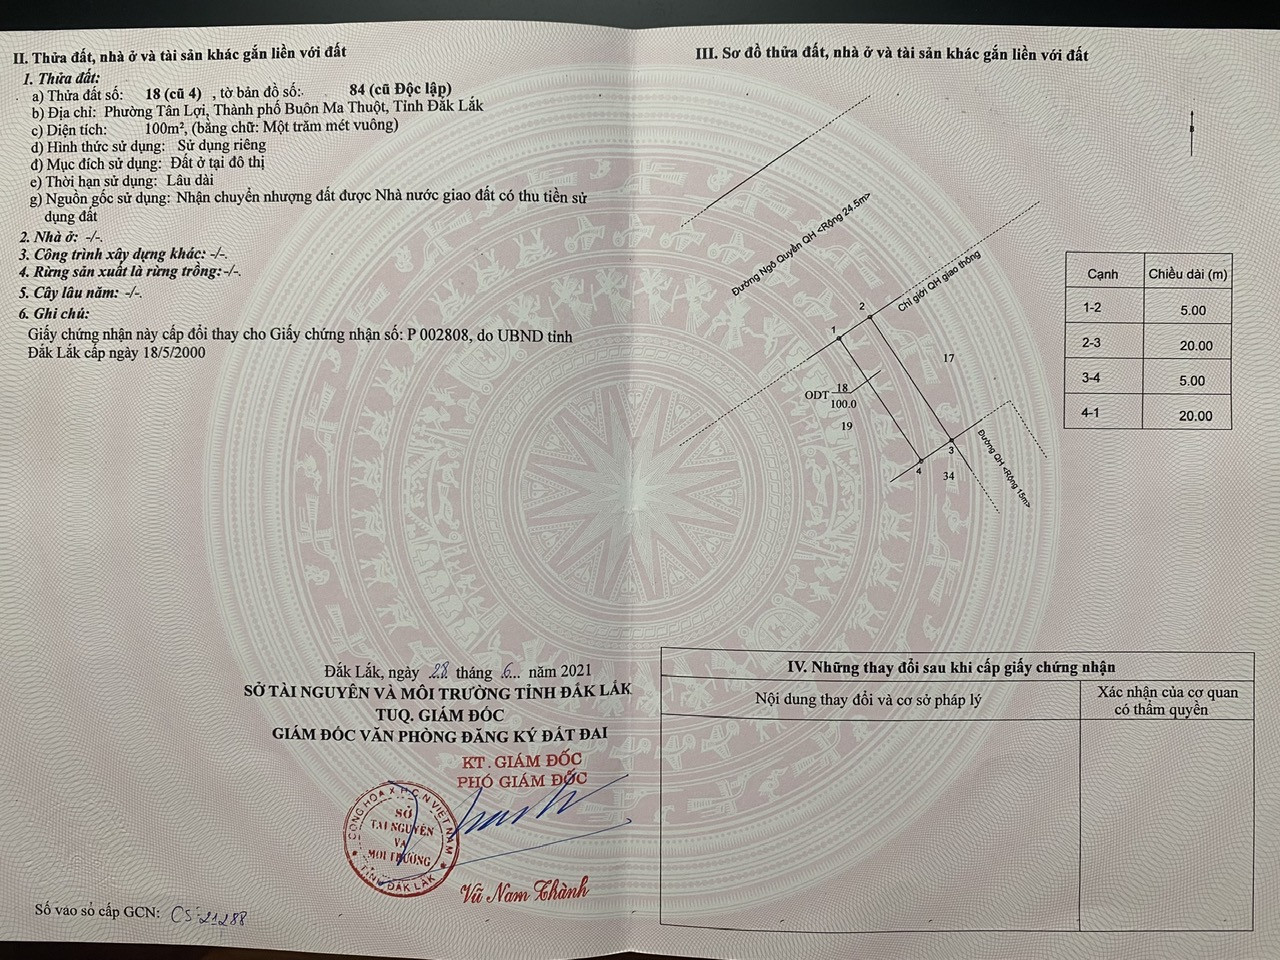 II. Thửa đất, nhà ở và tài sản khác gắn liền với đất
1. Thửa đất:
a) Thửa đất số: 18 (cũ 4) , tờ bản đồ số: 84 (cũ Độc lập)
b) Địa chỉ: Phường Tân Lợi, Thành phố Buôn Ma Thuột, Tỉnh Đắk Lắk
c) Diện tích: 100m², (bằng chữ: Một trăm mét vuông)
d) Hình thức sử dụng: Sử dụng riêng
đ) Mục đích sử dụng: Đất ở tại đô thị
e) Thời hạn sử dụng: Lâu dài
g) Nguồn gốc sử dụng: Nhận chuyển nhượng đất được Nhà nước giao đất có thu tiền sử
dụng đất
2. Nhà ở: -/-.
3. Công trình xây dựng khác: -/-.
4. Rừng sản xuất là rừng trồng:-/-.
5. Cây lâu năm: -/-.
6. Ghi chú:
Giấy chứng nhận này cấp đổi thay cho Giấy chứng nhận số: P 002808, do UBND tỉnh
Đắk Lắk cấp ngày 18/5/2000
Đắk Lắk, ngày 28 tháng 6... năm 2021
SỞ TÀI NGUYÊN VÀ MÔI TRƯỜNG TỈNH ĐẮK LẮK
TUQ. GIÁM ĐỐC
GIÁM ĐỐC VĂN PHÒNG ĐĂNG KÝ ĐẤT ĐAI
KT. GIÁM ĐỐC
PHÓ GIÁM ĐỐC
CỘNG HÒA X.H.C.N VIỆT NAM
SỞ
TÀI NGUYÊN
VÀ
MÔI TRƯỜNG
TỈNH ĐẮK LẮK
Vũ Nam Thành
Số vào sổ cấp GCN: CS 21288
III. Sơ đồ thửa đất, nhà ở và tài sản khác gắn liền với đất
Đường Ngô Quyền QH <Rộng 24.5m>
Chỉ giới QH giao thông
2
1
17
ODT 18
100.0
19
3
4
34
Đường QH <Rộng 15m>
Cạnh Chiều dài (m)
1-2 5.00
2-3 20.00
3-4 5.00
4-1 20.00
IV. Những thay đổi sau khi cấp giấy chứng nhận
Nội dung thay đổi và cơ sở pháp lý
Xác nhận của cơ quan
có thẩm quyền